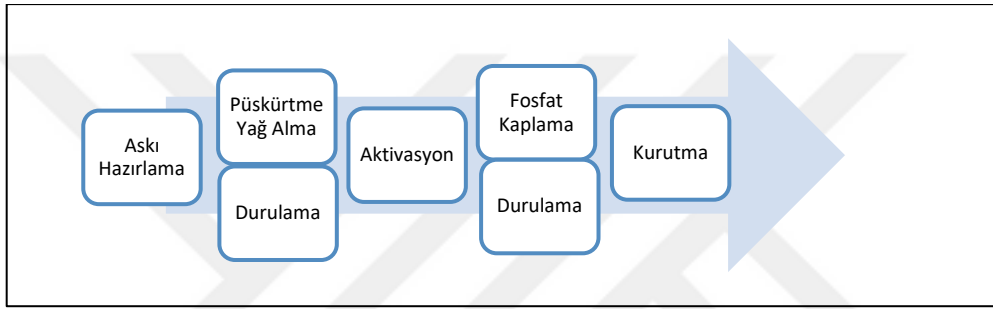 Askı
Hazırlama
Püskürtme
Yağ Alma
Durulama
Aktivasyon
Fosfat
Kaplama
Durulama
Kurutma